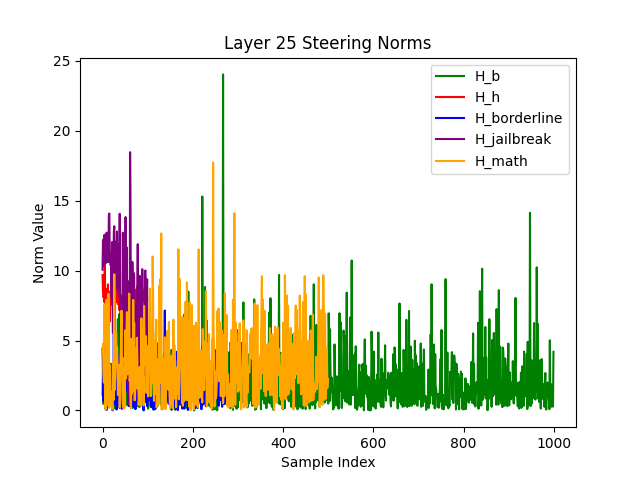 Layer 25 Steering Norms
25
20
15
10
5
0
Norm Value
H_b
H_h
H_borderline
H_jailbreak
H_math
0
200
400
600
800
1000
Sample Index